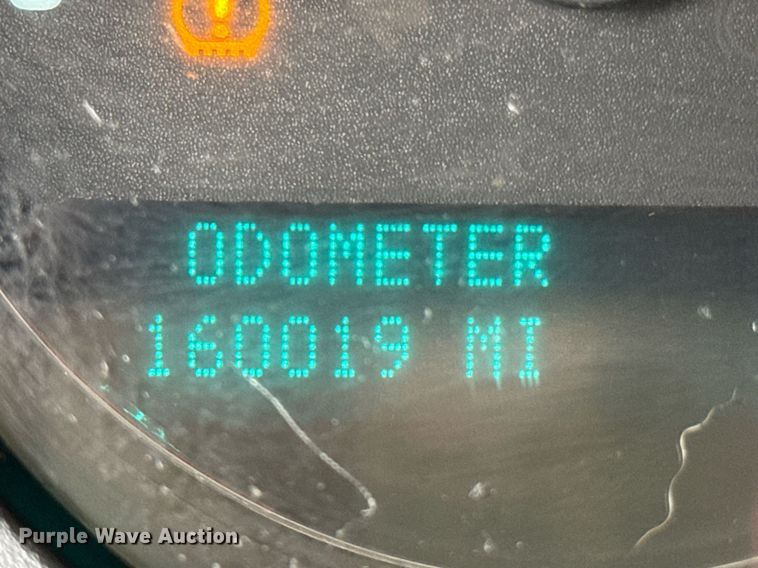 ODOMETER
160019 MI
Purple Wave Auction